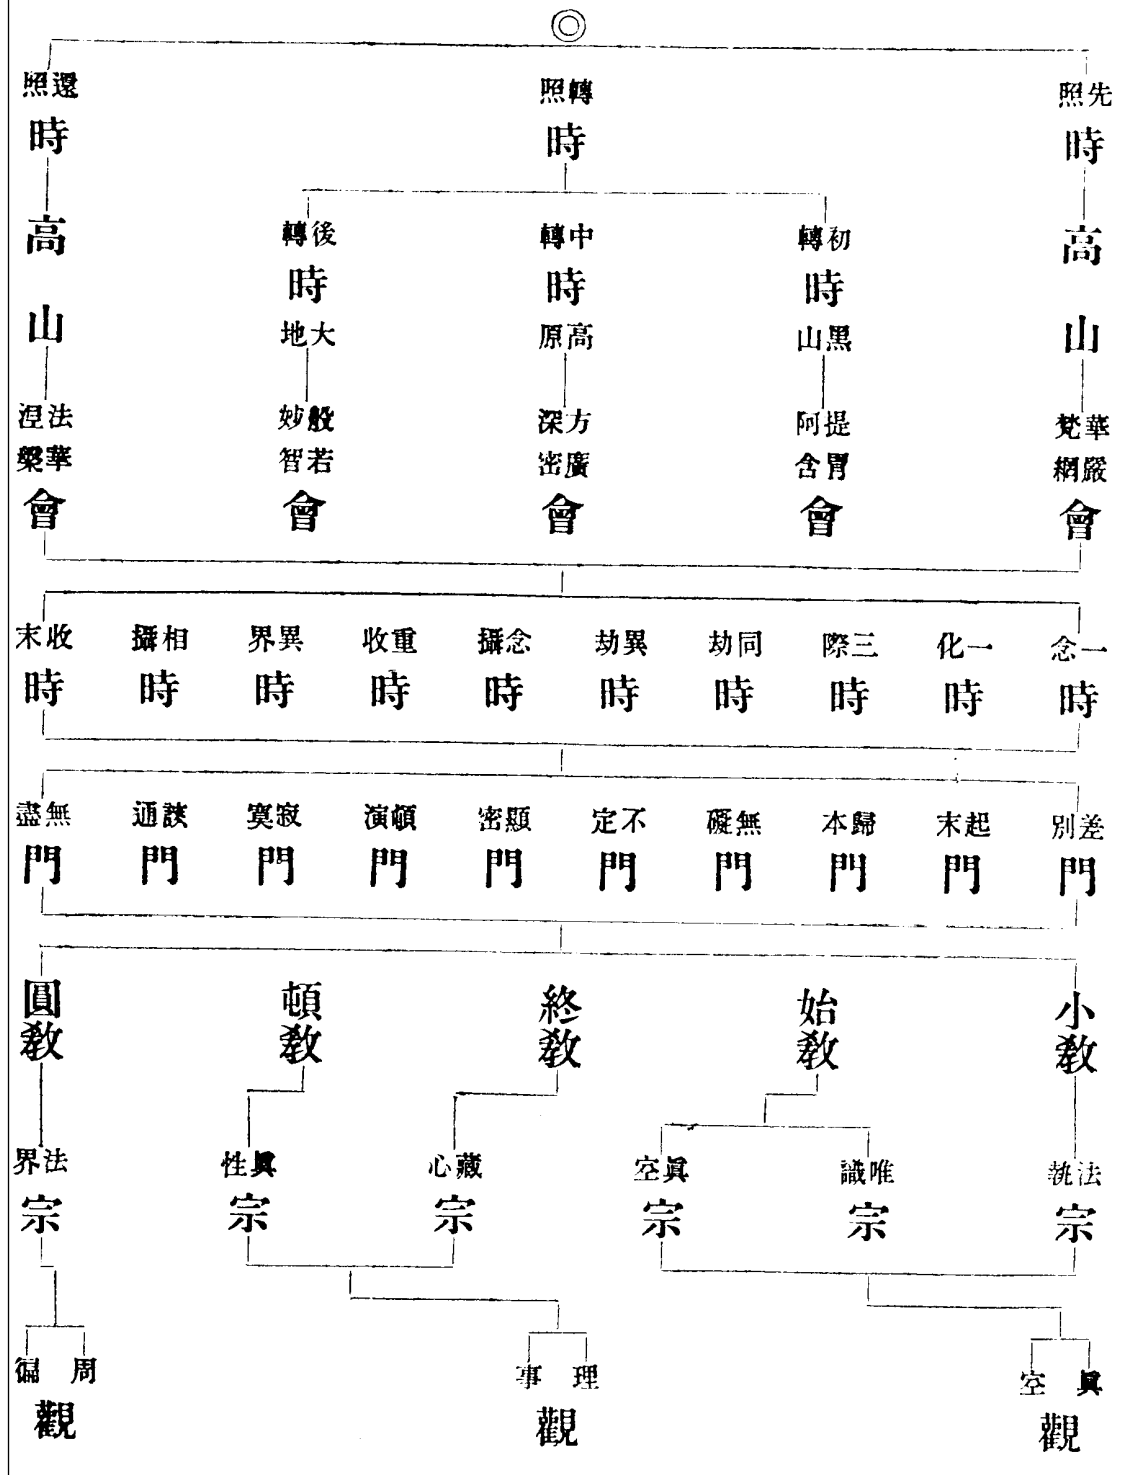 先照時
轉照時
還照時
高山
初轉時
黑山
中轉時
高原
後轉時
大地
高山
華嚴梵網會
提胃阿含會
方廣深密會
般若妙智會
法華涅槃會
一念時
一化時
三際時
同劫時
異劫時
念攝時
重收時
異界時
相攝時
收末時
差別門
起末門
歸本門
無礙門
不定門
顯密門
頓演門
寂寞門
該通門
無盡門
小教
始教
終教
頓教
圓教
法執宗
唯識宗
眞空宗
藏心宗
眞性宗
法界宗
眞空觀
理事觀
周徧觀